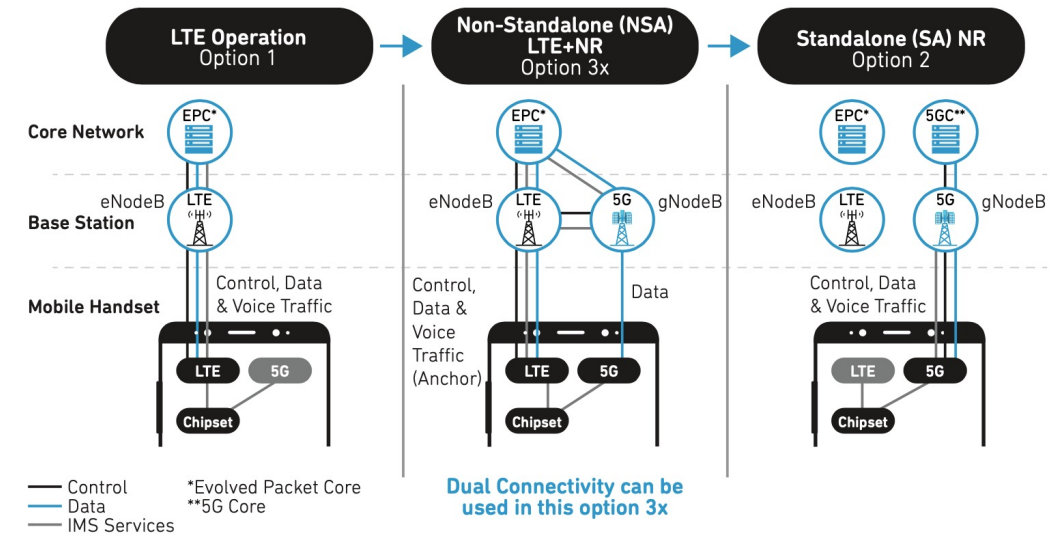 LTE Operation
Option 1
Non-Standalone (NSA)
LTE+NR
Option 3x
Standalone (SA) NR
Option 2
Core Network
EPC*
EPC*
EPC*
5GC**
Base Station
eNodeB
LTE
eNodeB
LTE
5G
gNodeB
eNodeB
LTE
5G
gNodeB
Mobile Handset
Control, Data
& Voice Traffic
Control,
Data &
Voice
Traffic
(Anchor)
Data
Control, Data
& Voice Traffic
LTE
5G
Chipset
LTE
5G
Chipset
LTE
5G
Chipset
Control
Data
IMS Services
*Evolved Packet Core
**5G Core
Dual Connectivity can be
used in this option 3x